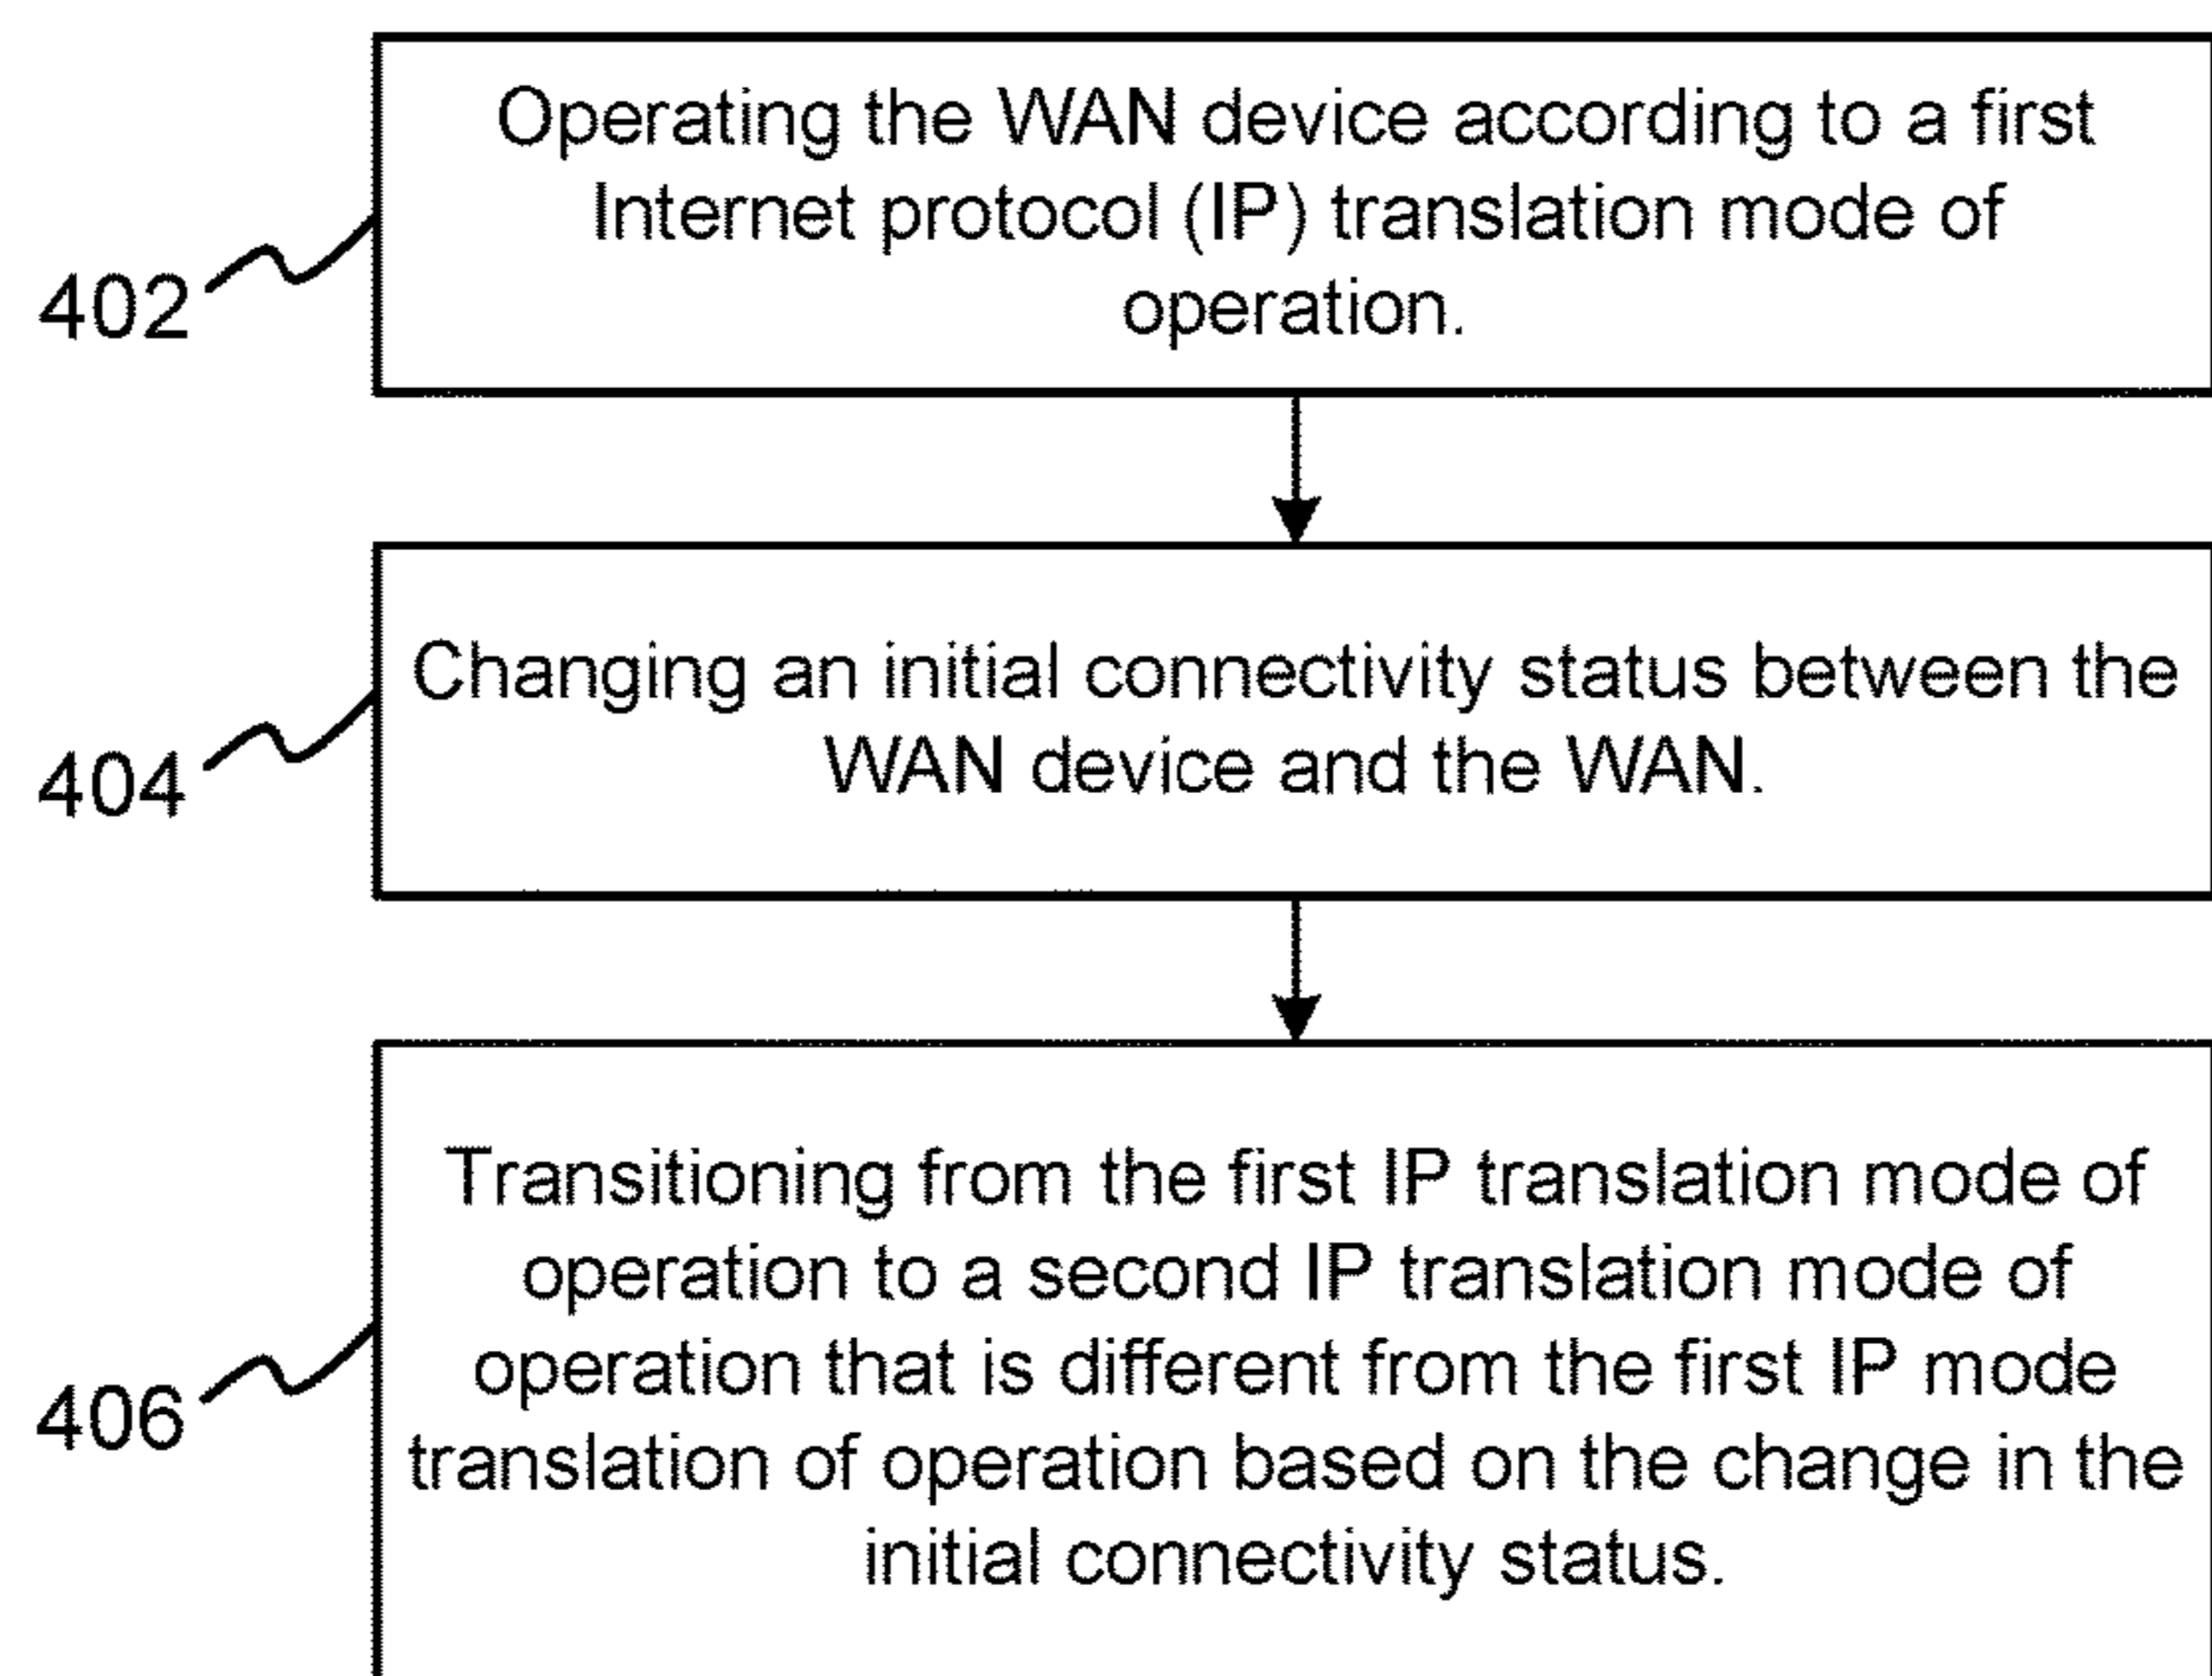 Operating the WAN device according to a first
Internet protocol (IP) translation mode of
operation.
402
Changing an initial connectivity status between the
WAN device and the WAN.
404
Transitioning from the first IP translation mode of
operation to a second IP translation mode of
operation that is different from the first IP mode
translation of operation based on the change in the
initial connectivity status.
406